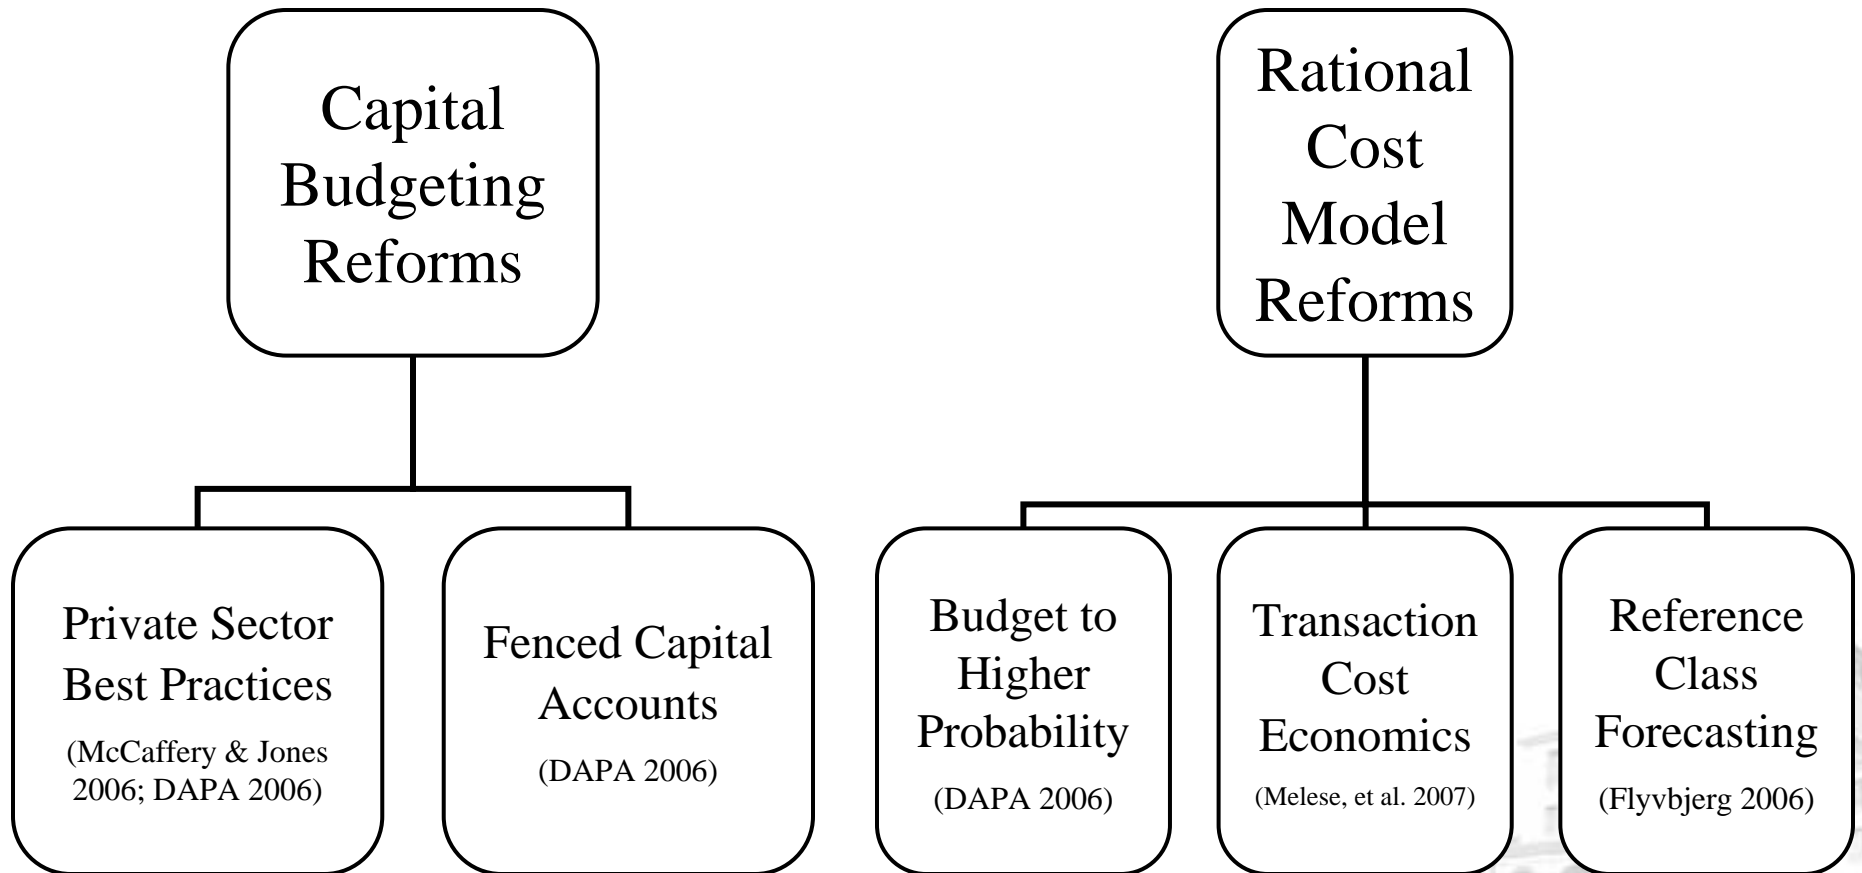 Capital
Budgeting
Reforms
Rational
Cost
Model
Reforms
Private Sector
Best Practices
(McCaffery & Jones
2006; DAPA 2006)
Fenced Capital
Accounts
(DAPA 2006)
Budget to
Higher
Probability
(DAPA 2006)
Transaction
Cost
Economics
(Melese, et al. 2007)
Reference
Class
Forecasting
(Flyvbjerg 2006)